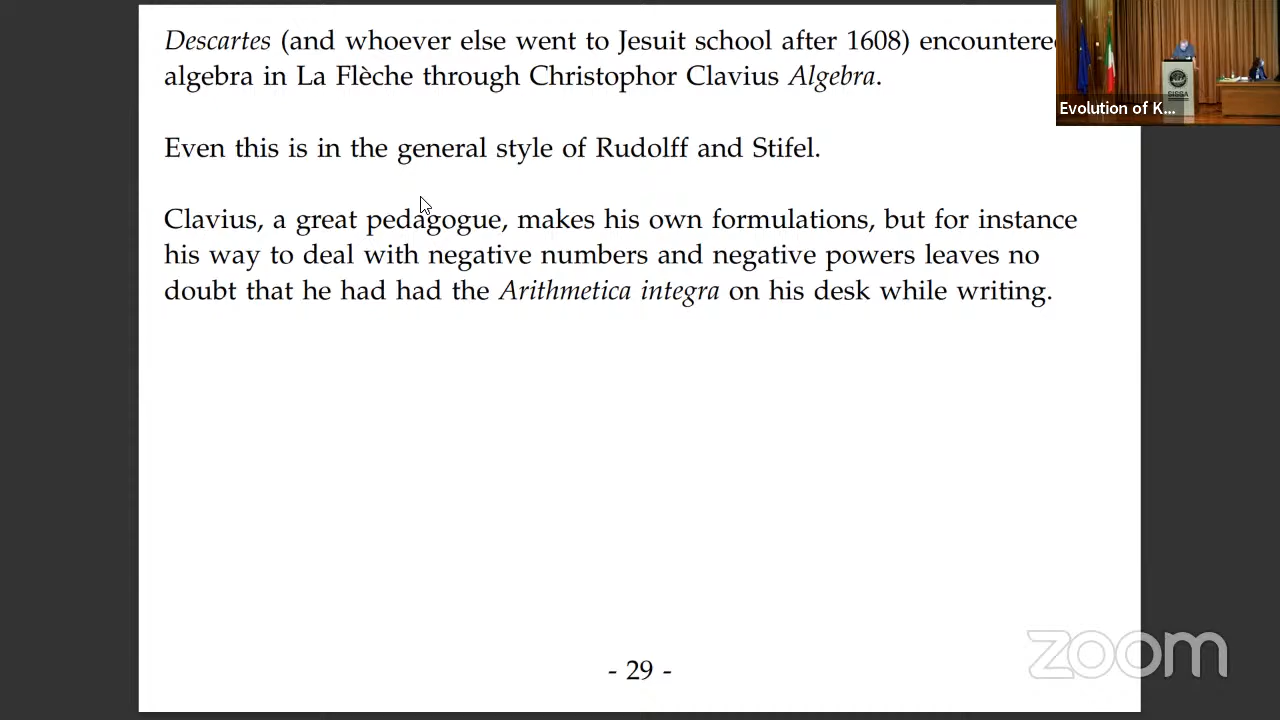 Descartes (and whoever else went to Jesuit school after 1608) encountere
algebra in La Flèche through Christophor Clavius Algebra.
Even this is in the general style of Rudolff and Stifel.
Clavius, a great pedagogue, makes his own formulations, but for instance
his way to deal with negative numbers and negative powers leaves no
doubt that he had had the Arithmetica integra on his desk while writing.
- 29 -
SISSA
Evolution of K...
zoom